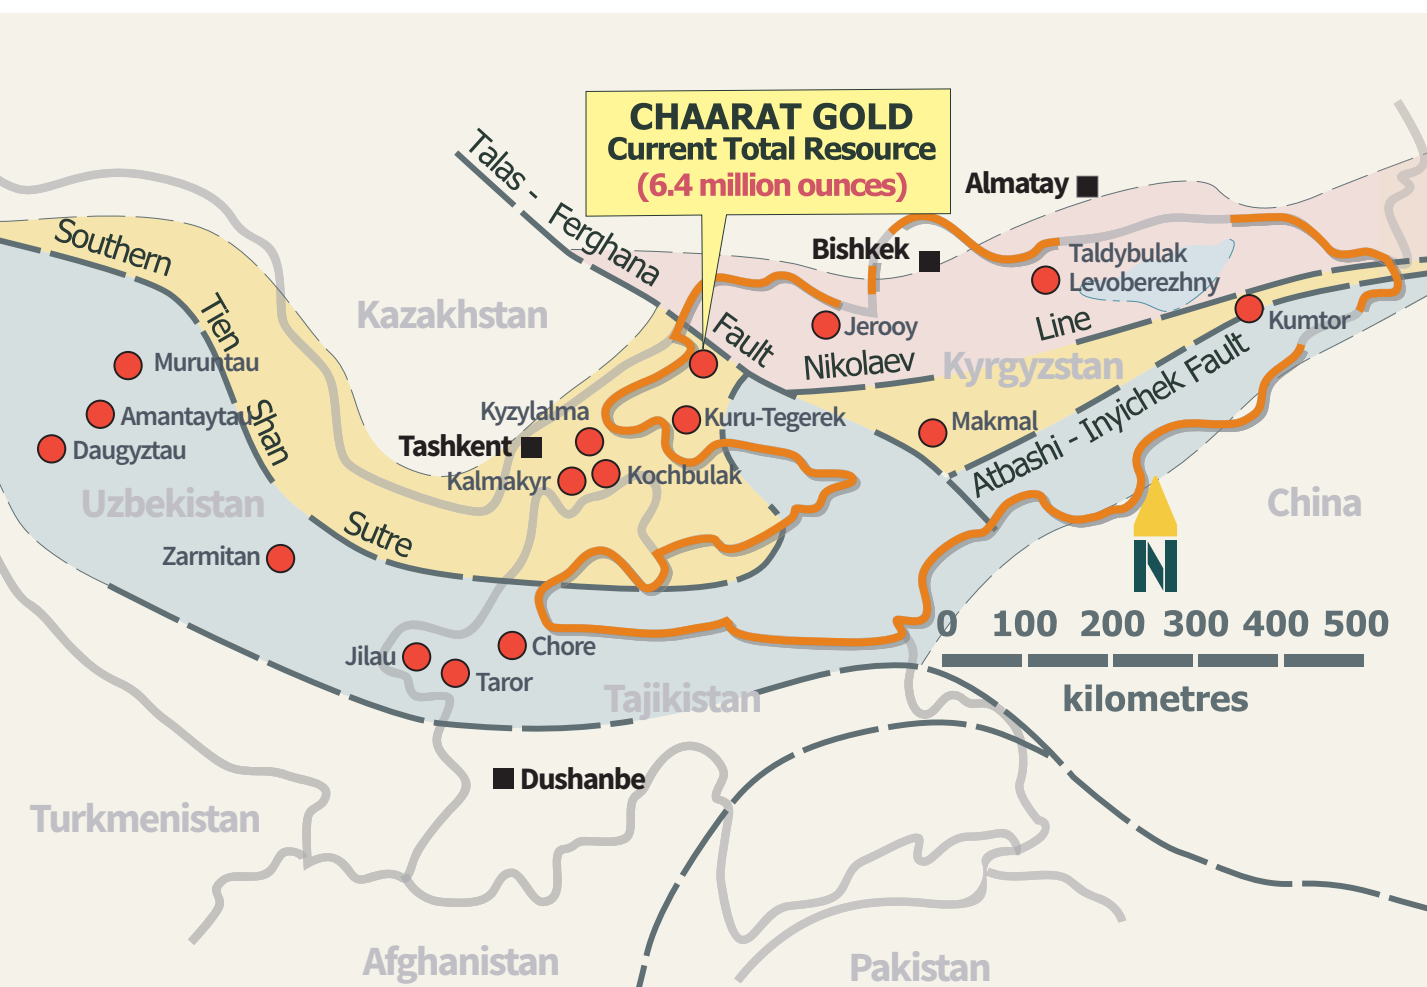 CHAARAT GOLD
Current Total Resource
(6.4 million ounces)
Talas - Ferghana
Fault
Almatay
Bishkek
Taldybulak
Levoberezhny
Southern
Tien
Shan
Sutre
Kazakhstan
Jerooy
Line
Kumtor
Nikolaev
Kyrgyzstan
Atbashi - Inyichek Fault
Muruntau
Amantaytau
Daugyztau
Kyzylalma
Kuru-Tegerek
Makmal
Tashkent
Kalmakyr
Kochbulak
Uzbekistan
China
Zarmitan
N
0 100 200 300 400 500
kilometres
Jilau
Chore
Taror
Tajikistan
Dushanbe
Turkmenistan
Afghanistan
Pakistan